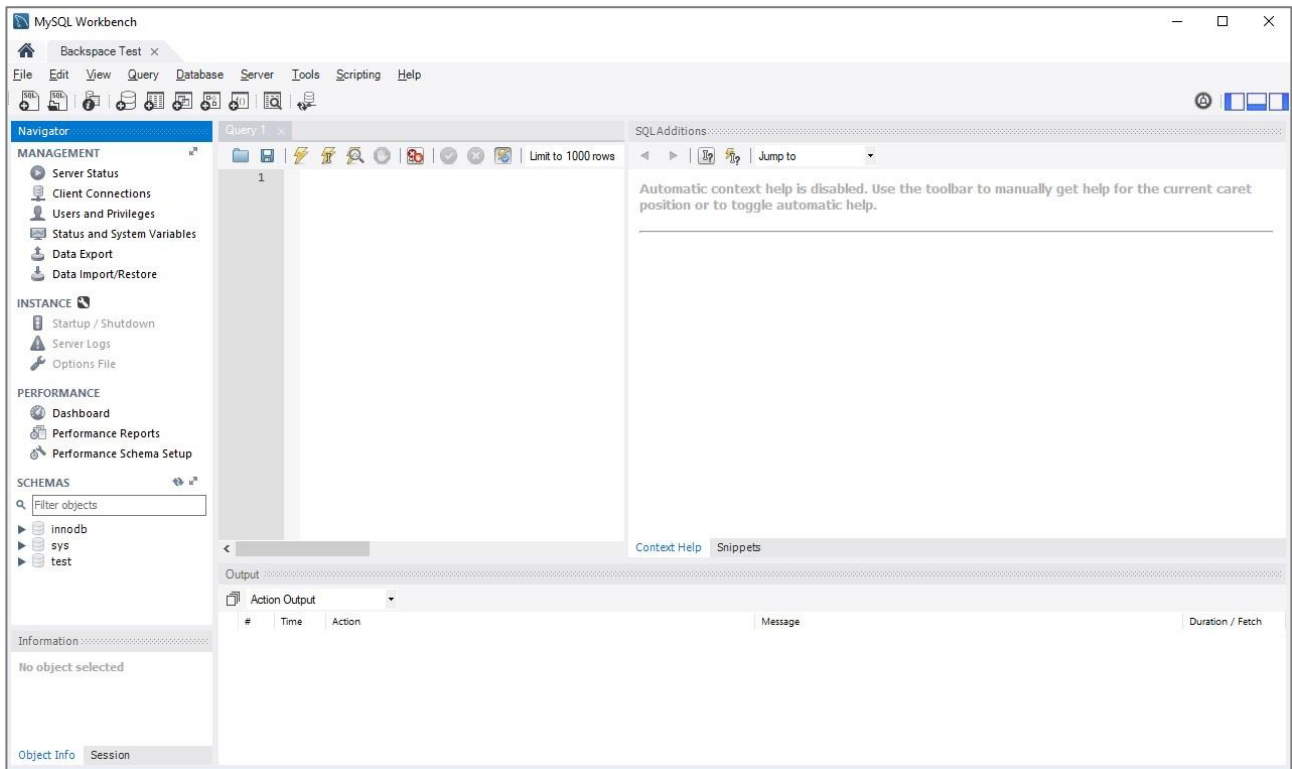 MySQL Workbench
Backspace Test
File Edit View Query Database Server Tools Scripting Help
Navigator
MANAGEMENT
Server Status
Client Connections
Users and Privileges
Status and System Variables
Data Export
Data Import/Restore
INSTANCE
Startup / Shutdown
Server Logs
Options File
PERFORMANCE
Dashboard
Performance Reports
Performance Schema Setup
SCHEMAS
Filter objects
innodb
sys
test
Information
No object selected
Object Info Session
Query 1
Limit to 1000 rows
1
SQLAdditions
Jump to
Automatic context help is disabled. Use the toolbar to manually get help for the current caret
position or to toggle automatic help.
Context Help Snippets
Output
Action Output
# Time Action Message Duration / Fetch